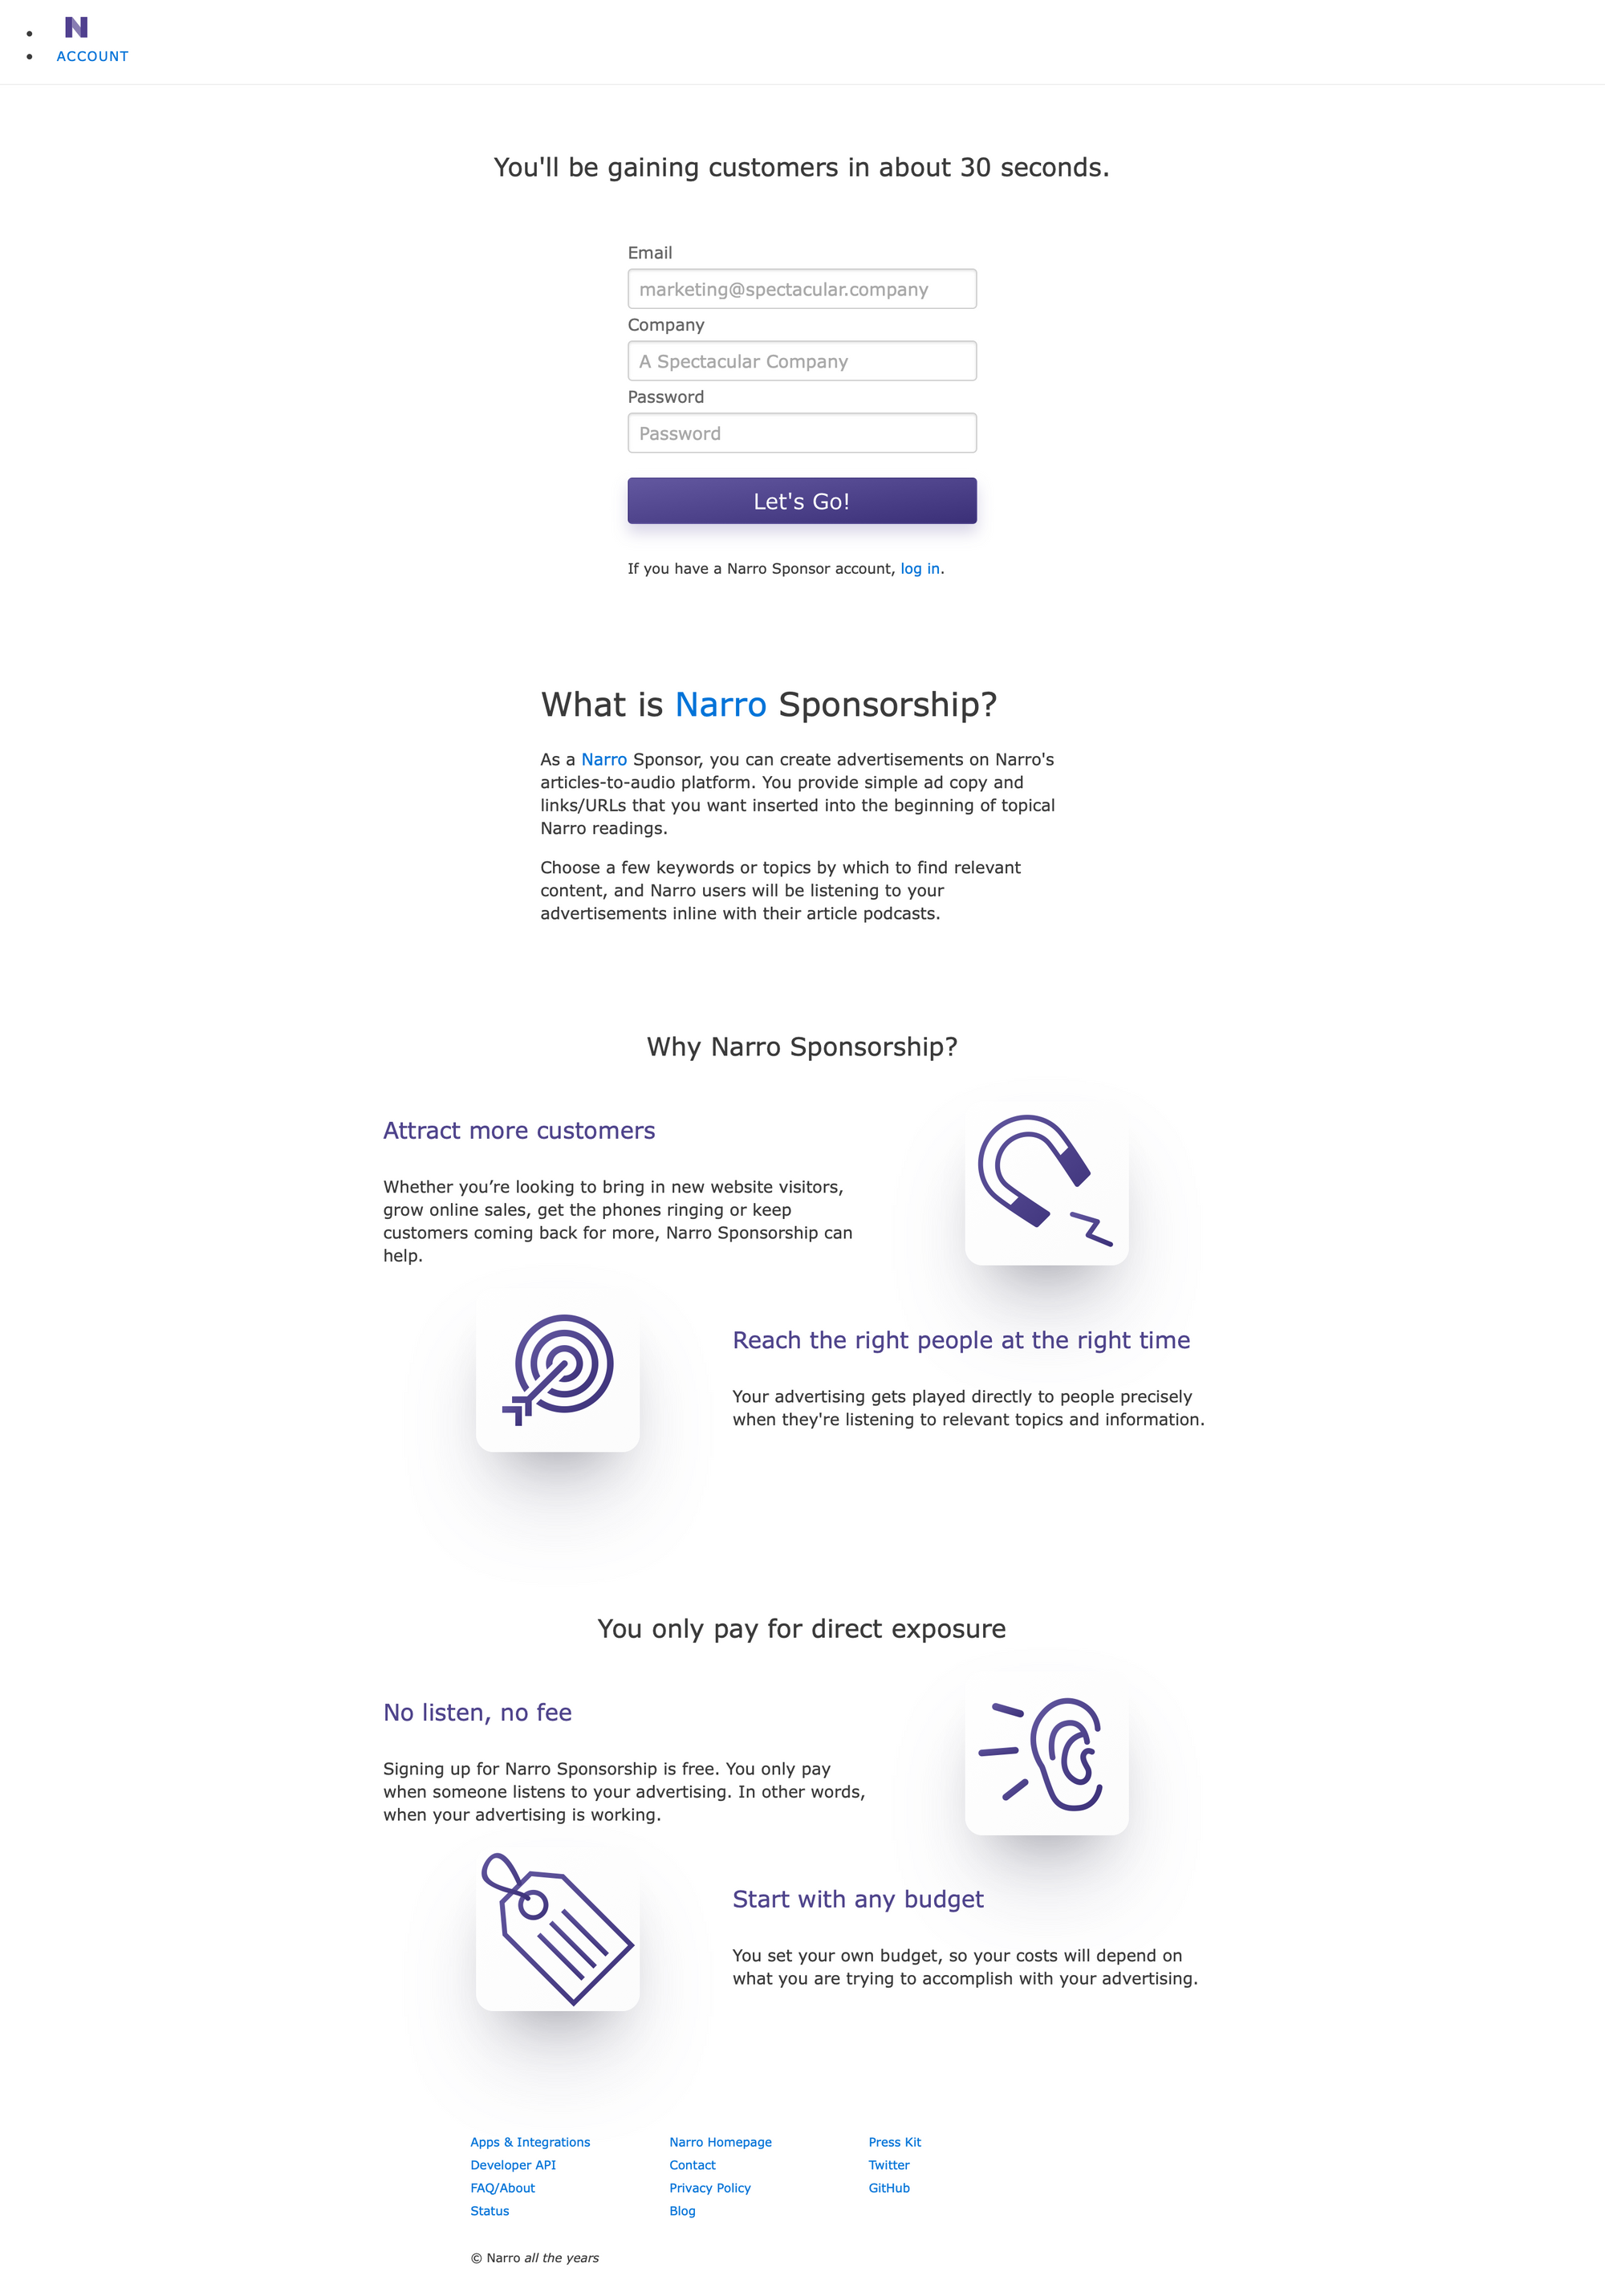 N
ACCOUNT
You'll be gaining customers in about 30 seconds.
Email
marketing@spectacular.company
Company
A Spectacular Company
Password
Password
Let's Go!
If you have a Narro Sponsor account, log in.
What is Narro Sponsorship?
As a Narro Sponsor, you can create advertisements on Narro's
articles-to-audio platform. You provide simple ad copy and
links/URLs that you want inserted into the beginning of topical
Narro readings.
Choose a few keywords or topics by which to find relevant
content, and Narro users will be listening to your
advertisements inline with their article podcasts.
Why Narro Sponsorship?
Attract more customers
Whether you’re looking to bring in new website visitors,
grow online sales, get the phones ringing or keep
customers coming back for more, Narro Sponsorship can
help.
Reach the right people at the right time
Your advertising gets played directly to people precisely
when they're listening to relevant topics and information.
You only pay for direct exposure
No listen, no fee
Signing up for Narro Sponsorship is free. You only pay
when someone listens to your advertising. In other words,
when your advertising is working.
Start with any budget
You set your own budget, so your costs will depend on
what you are trying to accomplish with your advertising.
Apps & Integrations
Developer API
FAQ/About
Status
Narro Homepage
Contact
Privacy Policy
Blog
Press Kit
Twitter
GitHub
© Narro all the years